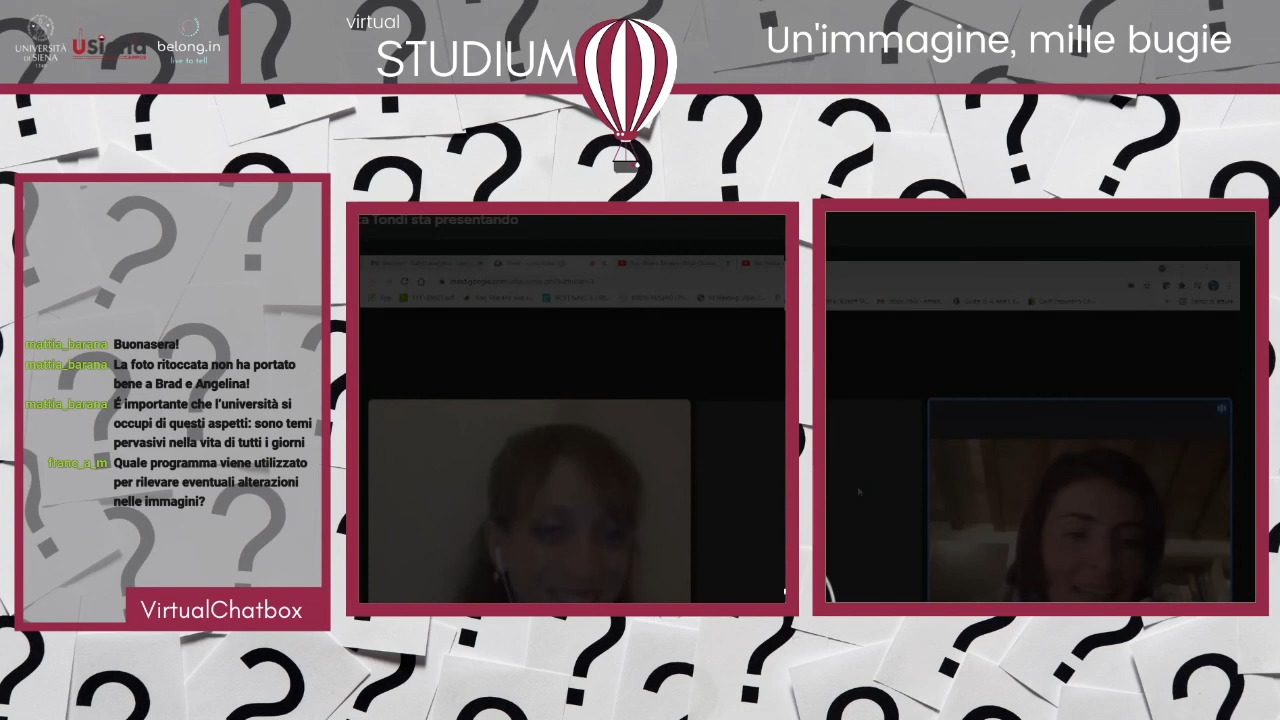 UNIVERSITÀ
DI SIENA
1240
USiena
CAMPUS
belong.in
live to tell
virtual
STUDIUM
Un'immagine, mille bugie
mattia_barana Buonasera!
mattia_barana La foto ritoccata non ha portato
bene a Brad e Angelina!
mattia_barana É importante che l'università si
occupi di questi aspetti: sono temi
pervasivi nella vita di tutti i giorni
franc_a_m Quale programma viene utilizzato
per rilevare eventuali alterazioni
nelle immagini?
VirtualChatbox
a Tondi sta presentando